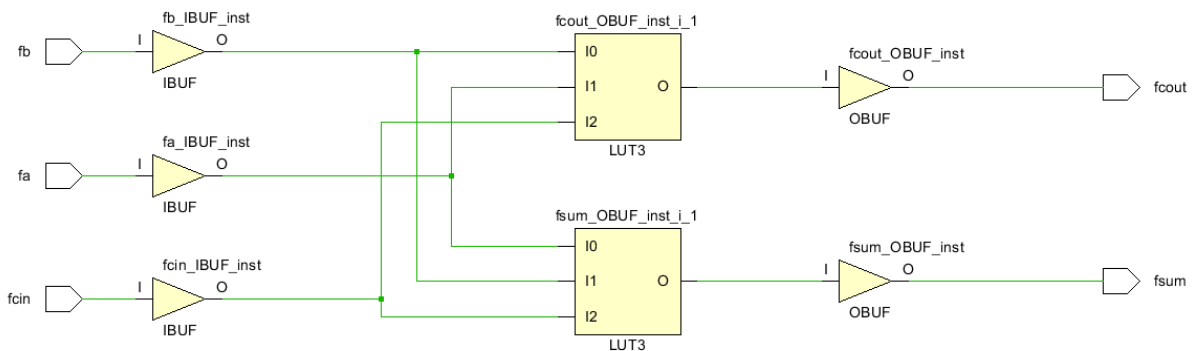 fb_IBUF_inst
fb
I
O
IBUF
fcout_OBUF_inst_i_1
I0
I1
I2
O
LUT3
fcout_OBUF_inst
I
O
OBUF
fcout
fa_IBUF_inst
fa
I
O
IBUF
fsum_OBUF_inst_i_1
I0
I1
I2
O
LUT3
fsum_OBUF_inst
I
O
OBUF
fsum
fcin_IBUF_inst
fcin
I
O
IBUF